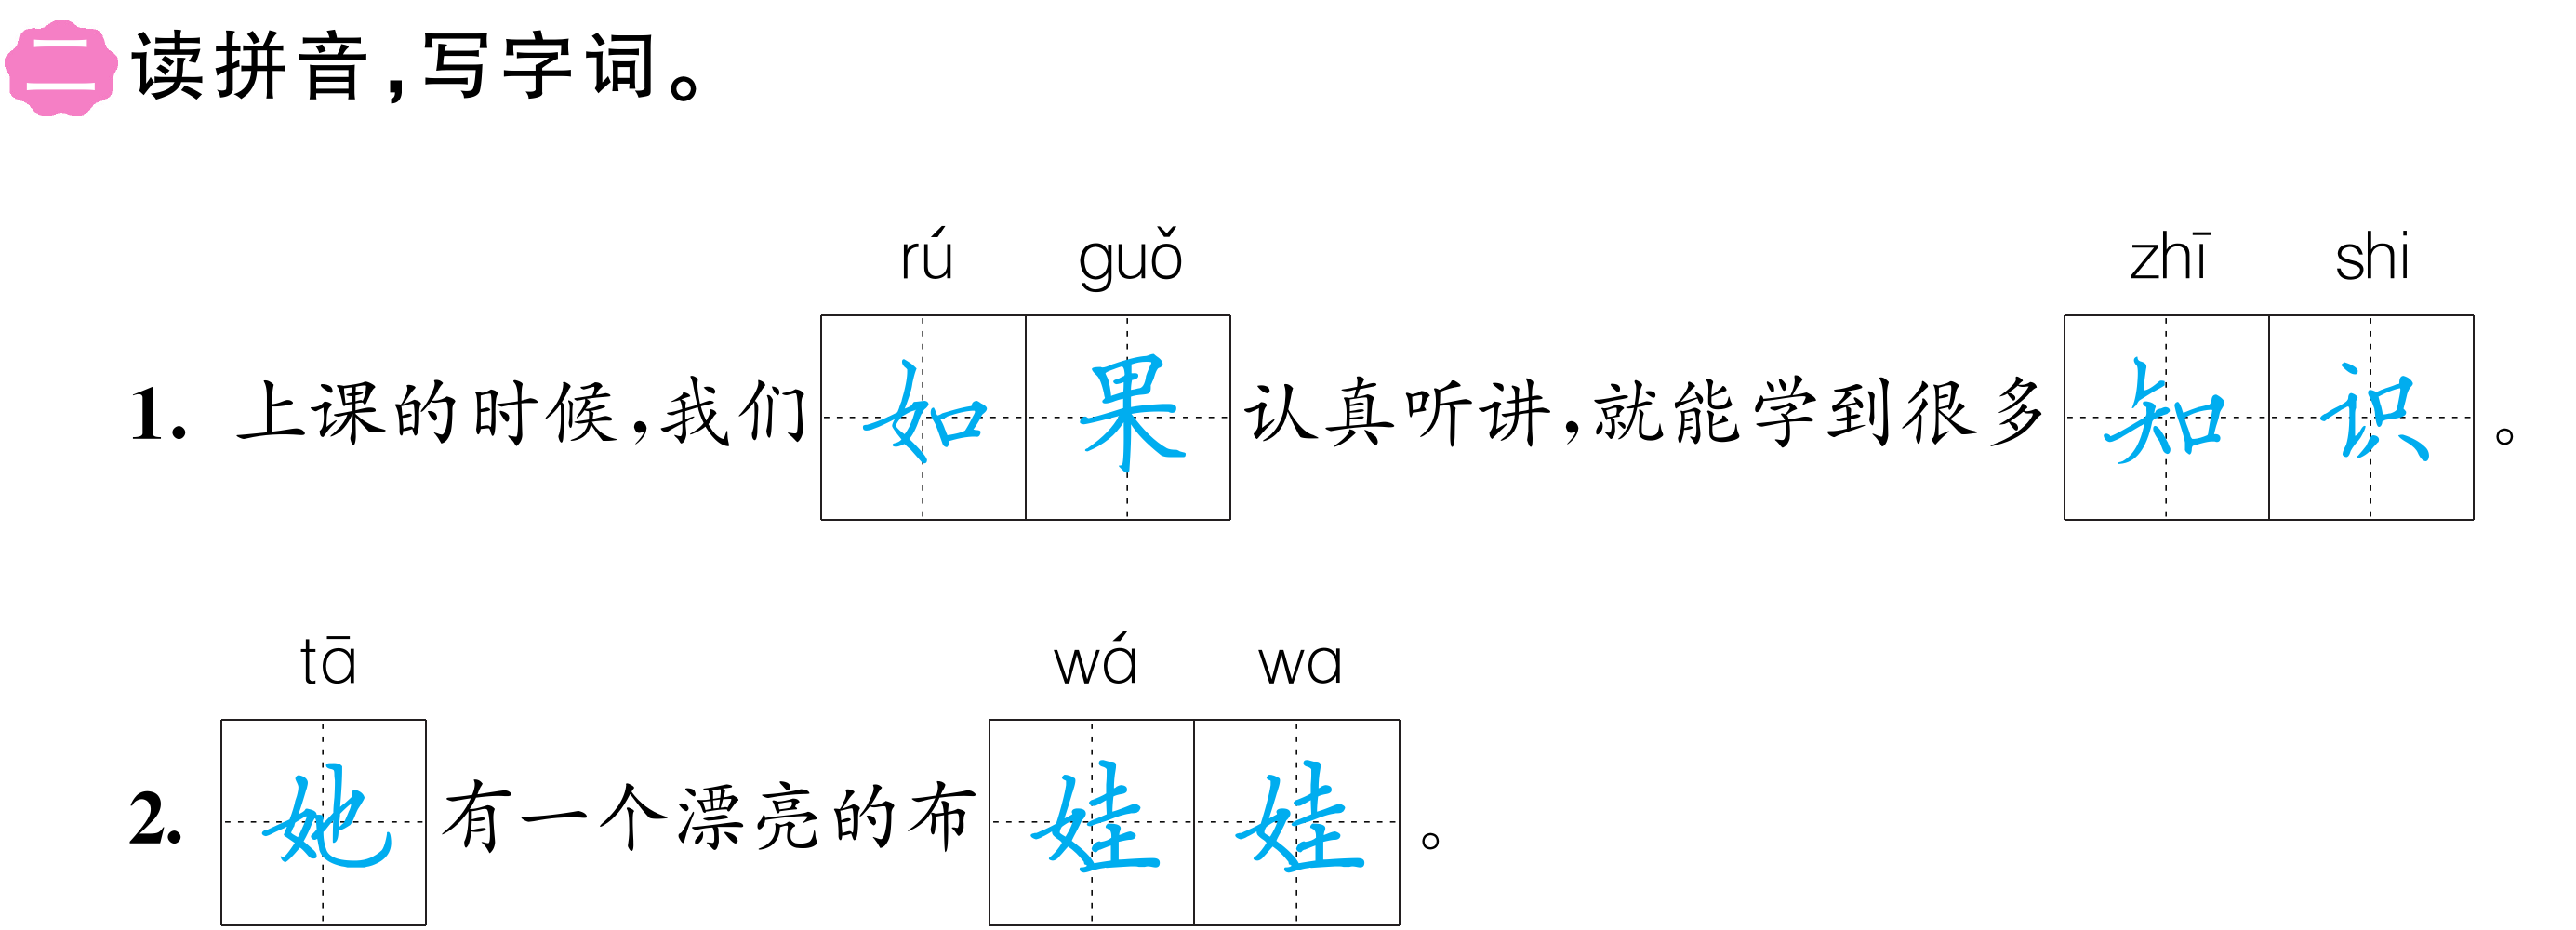 二 读拼音,写字词。
rú guǒ zhī shi
1. 上课的时候,我们如果认真听讲,就能学到很多知识。
tā wá wa
2. 她有一个漂亮的布娃娃。